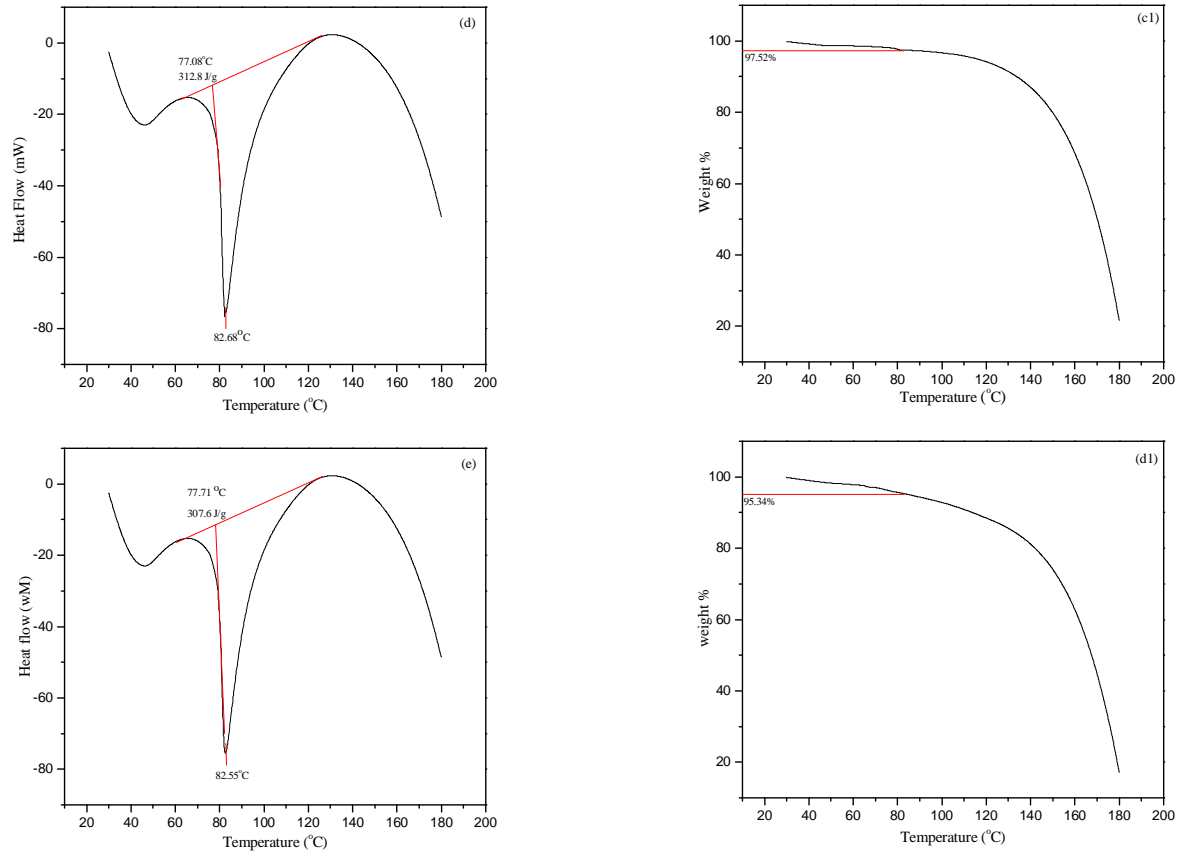 (d)
0
-20
-40
-60
-80
Heat Flow (mW)
77.08°C
312.8 J/g
82.68°C
20 40 60 80 100 120 140 160 180 200
Temperature (°C)
(c1)
100
80
60
40
20
Weight %
97.52%
20 40 60 80 100 120 140 160 180 200
Temperature (°C)
(e)
0
-20
-40
-60
-80
Heat flow (wM)
77.71 °C
307.6 J/g
82.55°C
20 40 60 80 100 120 140 160 180 200
Temperature (°C)
(d1)
100
80
60
40
20
weight %
95.34%
20 40 60 80 100 120 140 160 180 200
Temperature (°C)